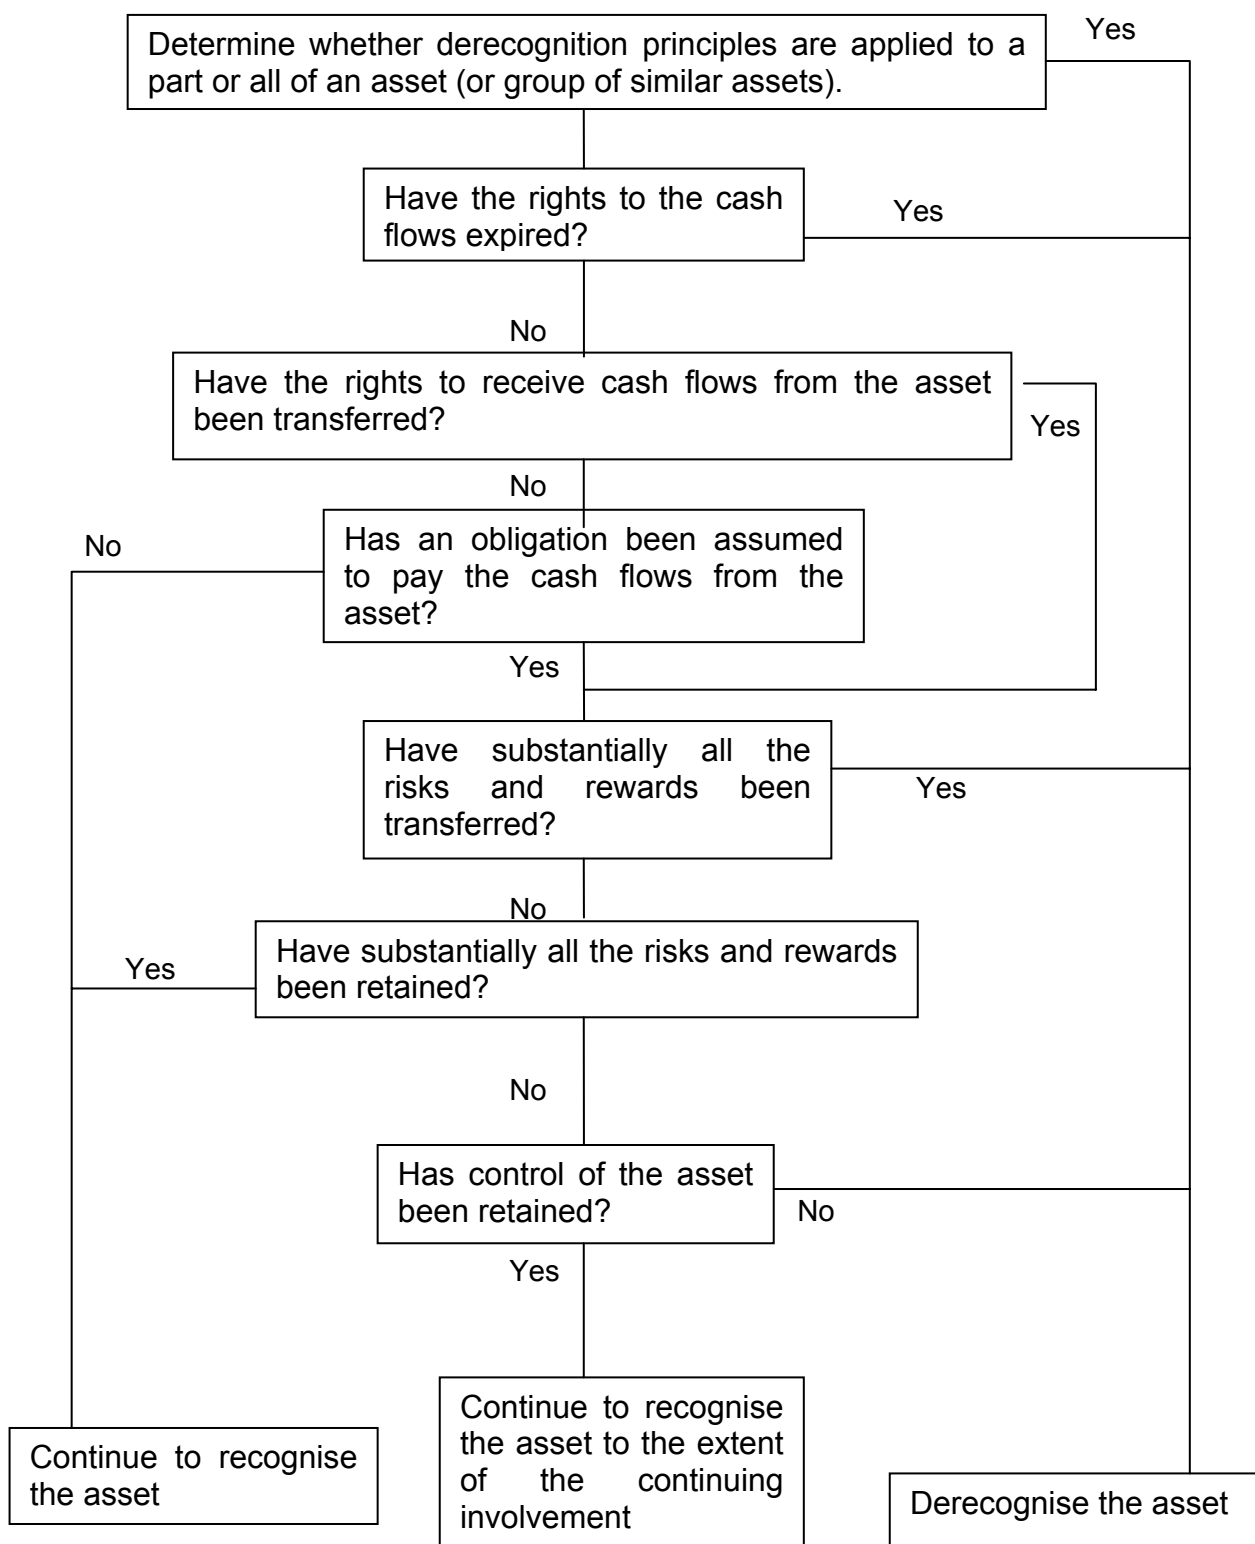 Yes
Determine whether derecognition principles are applied to a
part or all of an asset (or group of similar assets).
Have the rights to the cash
flows expired?
Yes
No
Have the rights to receive cash flows from the asset
been transferred?
Yes
No
No
Has an obligation been assumed
to pay the cash flows from the
asset?
Yes
Have substantially all the
risks and rewards been
transferred?
Yes
No
Have substantially all the risks and rewards
been retained?
Yes
No
Has control of the asset
been retained?
No
Yes
Continue to recognise
the asset
Continue to recognise
the asset to the extent
of the continuing
involvement
Derecognise the asset